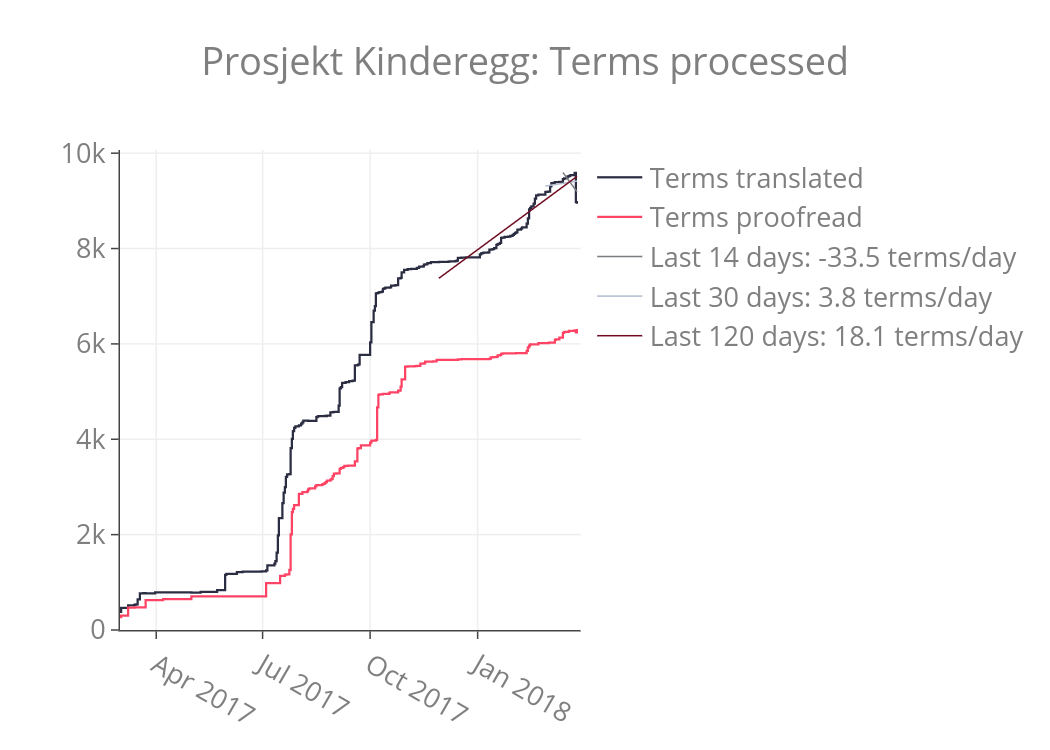 Prosjekt Kinderegg: Terms processed
10k
8k
6k
4k
2k
0
Apr 2017
Jul 2017
Oct 2017
Jan 2018
Terms translated
Terms proofread
Last 14 days: -33.5 terms/day
Last 30 days: 3.8 terms/day
Last 120 days: 18.1 terms/day